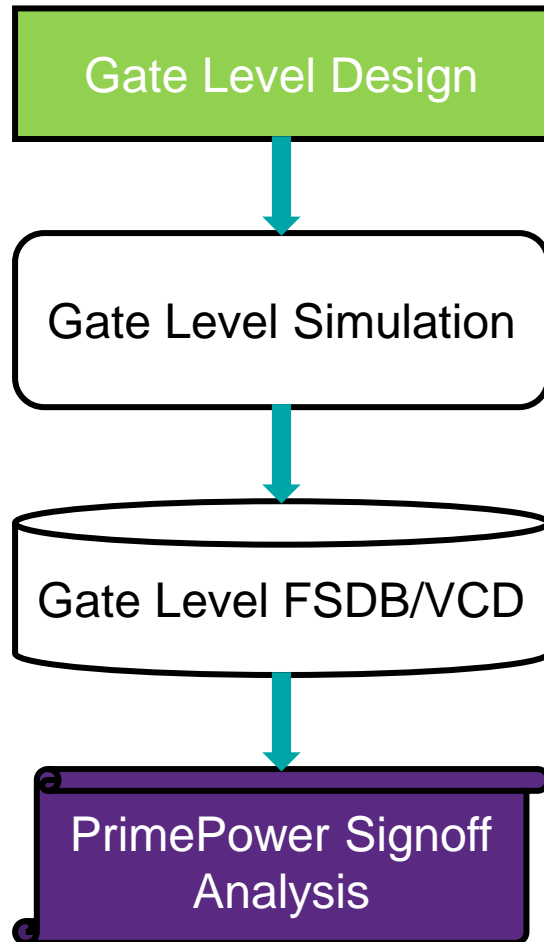 Gate Level Design
Gate Level Simulation
Gate Level FSDB/VCD
PrimePower Signoff
Analysis